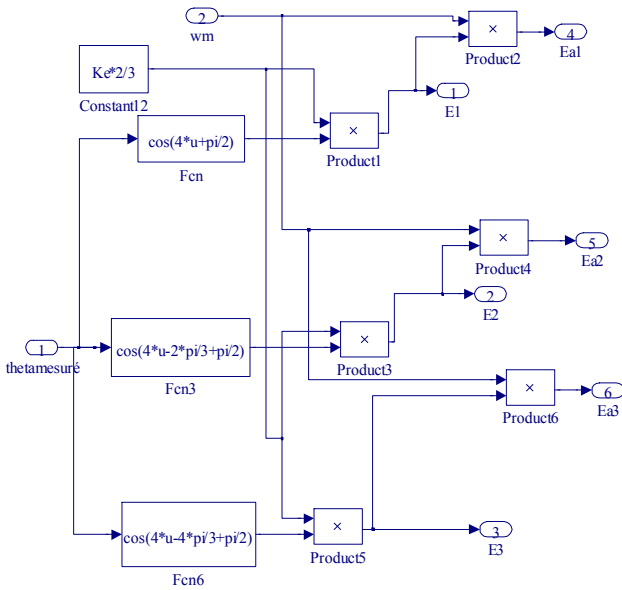 2
wm
×
Product2
4
Ea1
Ke*2/3
Constant12
1
E1
cos(4*u+pi/2)
Fcn
×
Product1
×
Product4
5
Ea2
2
E2
1
thetamesuré
cos(4*u-2*pi/3+pi/2)
Fcn3
×
Product3
×
Product6
6
Ea3
cos(4*u-4*pi/3+pi/2)
Fcn6
×
Product5
3
E3